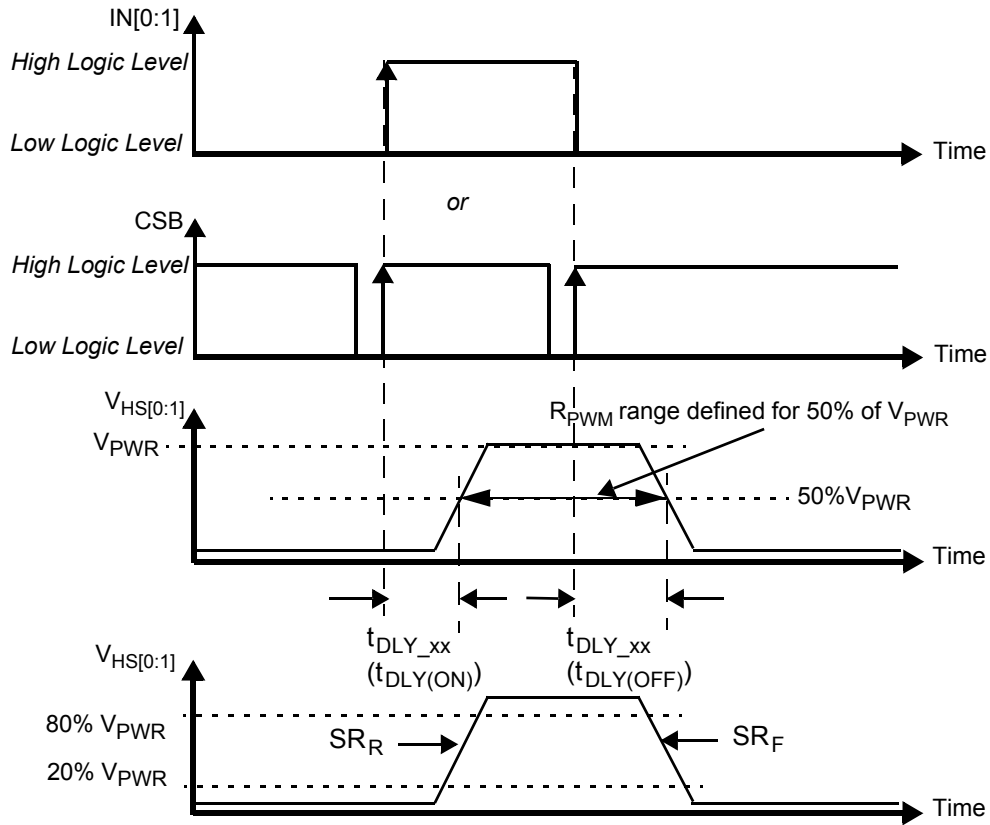 IN[0:1]
High Logic Level
Low Logic Level
Time
or
CSB
High Logic Level
Low Logic Level
Time
VHS[0:1]
RPWM range defined for 50% of VPWR
VPWR
50%VPWR
Time
tDLY_xx
(tDLY(ON))
tDLY_xx
(tDLY(OFF))
VHS[0:1]
80% VPWR
SRR
SRF
20% VPWR
Time